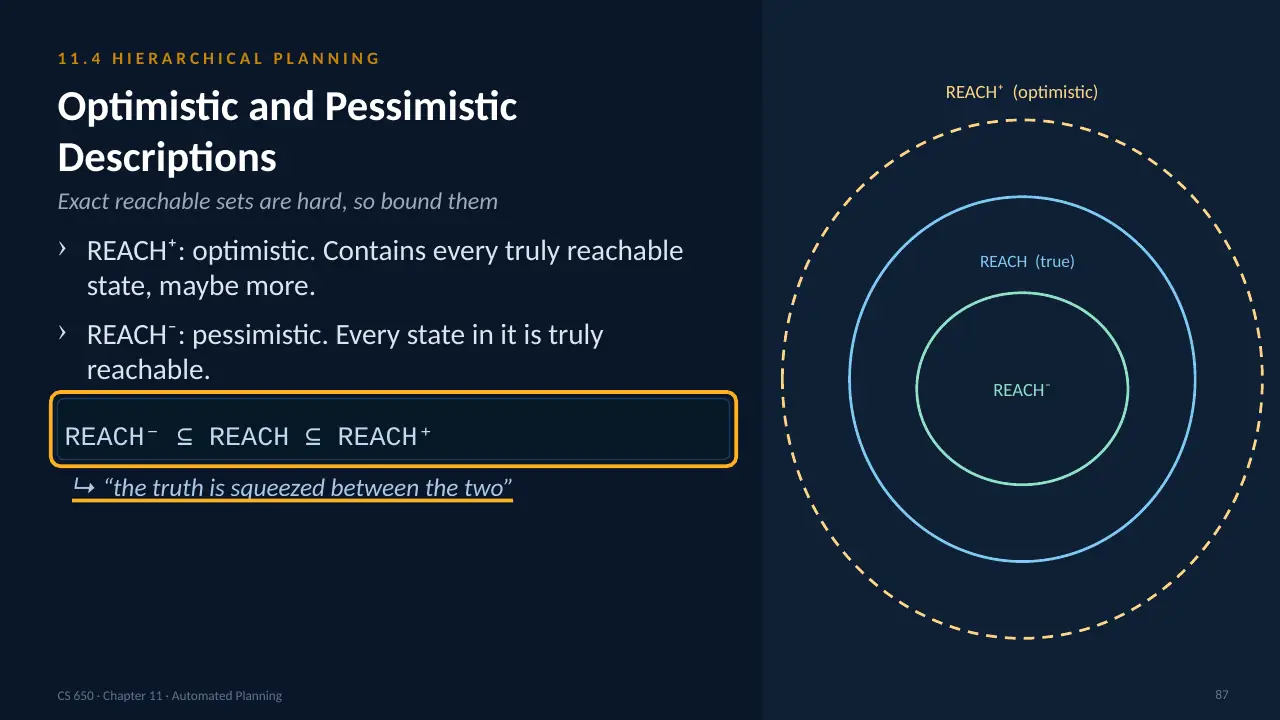 11.4 HIERARCHICAL PLANNING
Optimistic and Pessimistic
Descriptions
Exact reachable sets are hard, so bound them
› REACH⁺: optimistic. Contains every truly reachable
state, maybe more.
› REACH⁻: pessimistic. Every state in it is truly
reachable.
REACH⁻ ⊆ REACH ⊆ REACH⁺
↪ “the truth is squeezed between the two”
REACH⁺ (optimistic)
REACH (true)
REACH⁻
CS 650 · Chapter 11 · Automated Planning
87